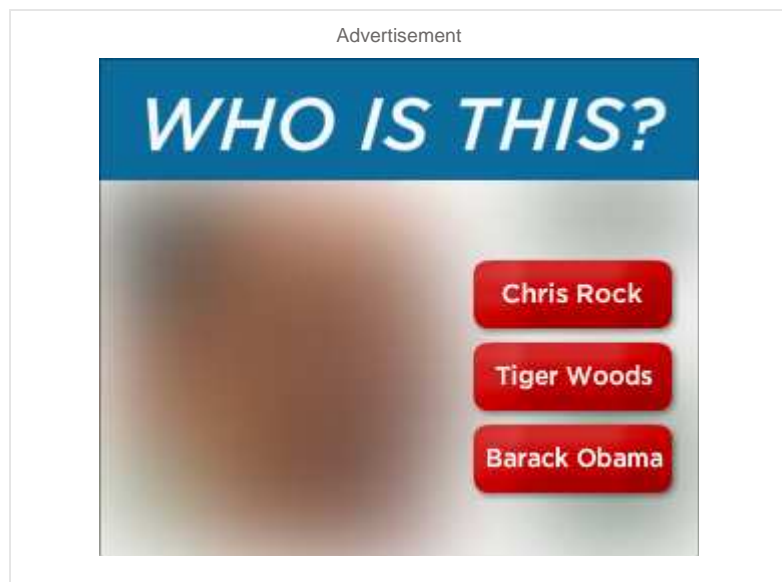 Advertisement
WHO IS THIS?
Chris Rock
Tiger Woods
Barack Obama